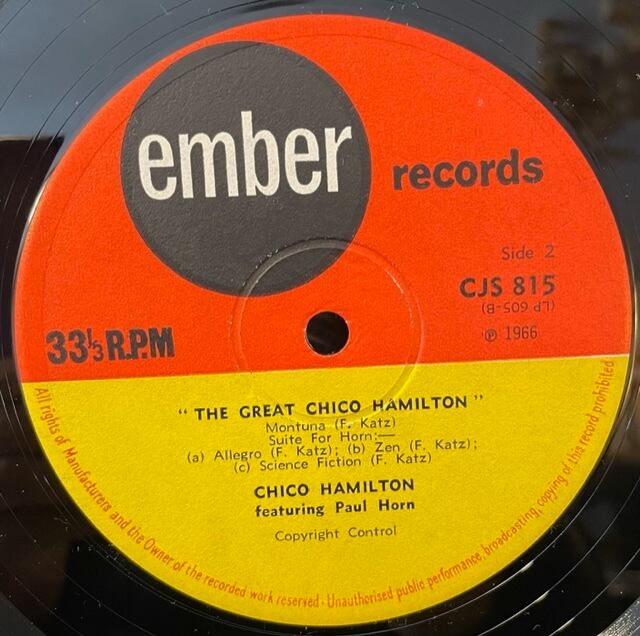 ember
records
Side 2
CJS 815
(LP 605-B)
℗ 1966
33⅓ R.P.M
“ THE GREAT CHICO HAMILTON ”
Montuna (F. Katz)
Suite For Horn:—
(a) Allegro (F. Katz); (b) Zen (F. Katz);
(c) Science Fiction (F. Katz)
CHICO HAMILTON
featuring Paul Horn
Copyright Control
All rights of Manufacturers and the Owner of the recorded work reserved · Unauthorised public performance, broadcasting, copying of this record prohibited